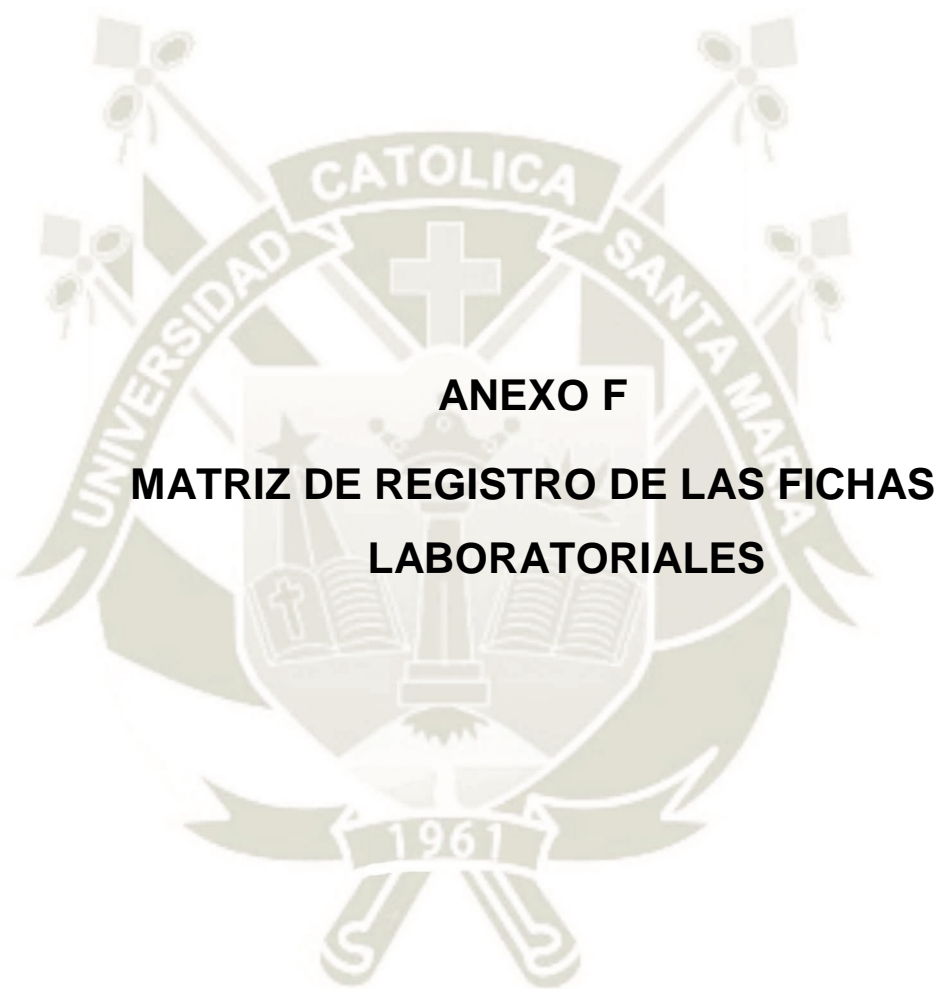 UNIVERSIDAD CATOLICA SANTA MARIA
ANEXO F
MATRIZ DE REGISTRO DE LAS FICHAS
LABORATORIALES
1961